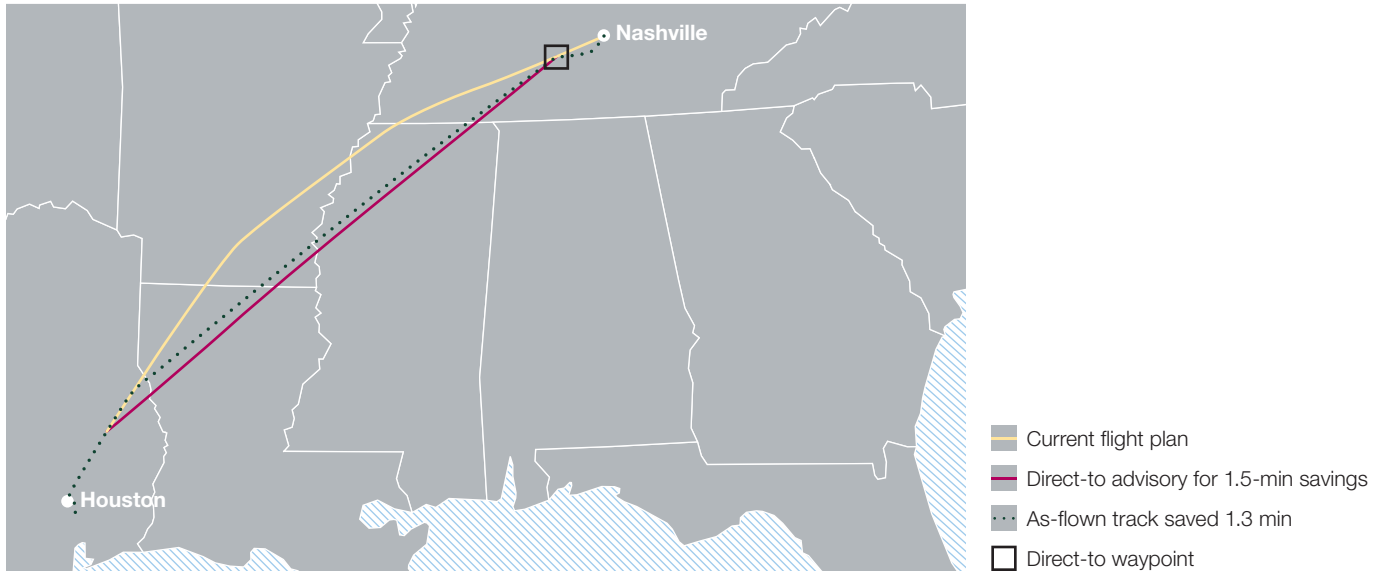 Nashville
Houston
Current flight plan
Direct-to advisory for 1.5-min savings
As-flown track saved 1.3 min
Direct-to waypoint